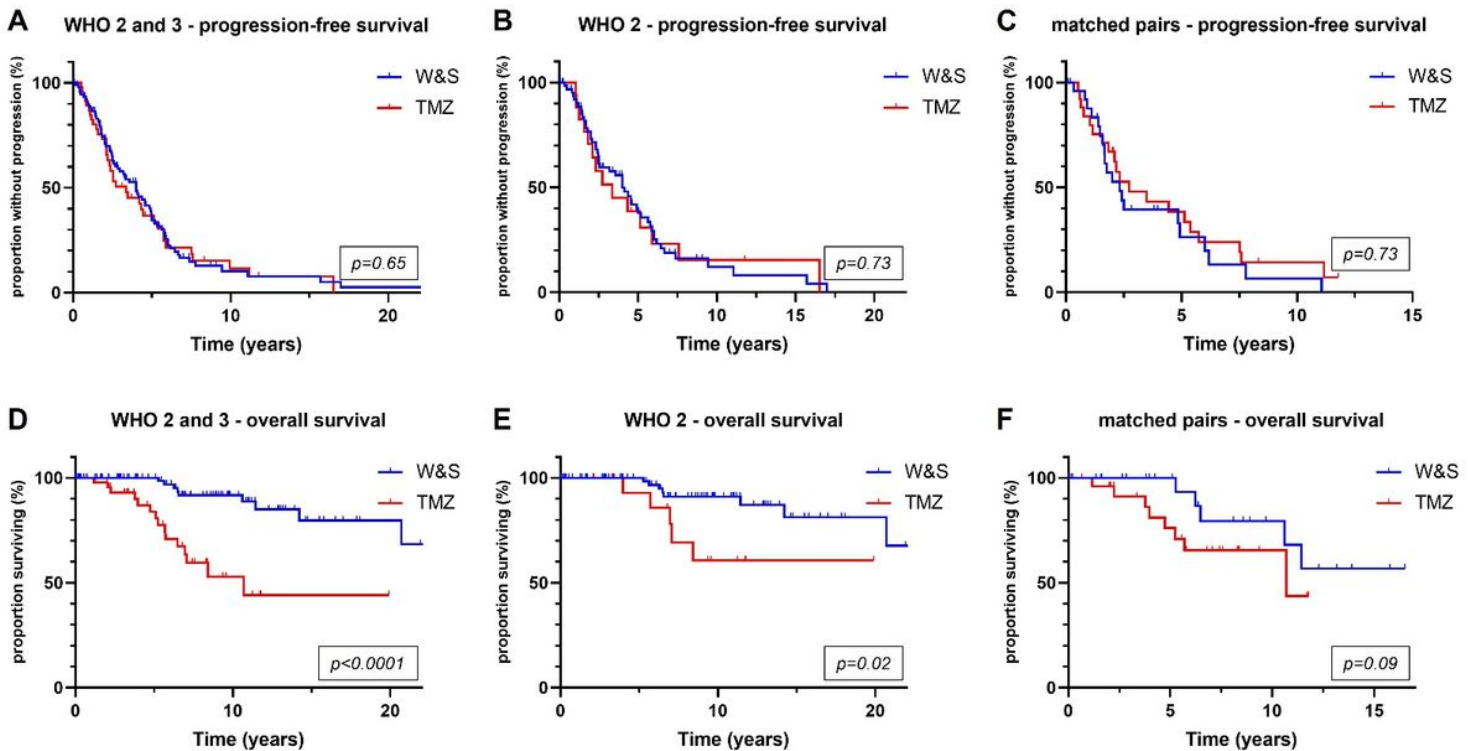 A
WHO 2 and 3 - progression-free survival
proportion without progression (%)
100
50
0
W&S
TMZ
p=0.65
0
10
20
Time (years)
B
WHO 2 - progression-free survival
proportion without progression (%)
100
50
0
W&S
TMZ
p=0.73
0
5
10
15
20
Time (years)
C
matched pairs - progression-free survival
proportion without progression (%)
100
50
0
W&S
TMZ
p=0.73
0
5
10
15
Time (years)
D
WHO 2 and 3 - overall survival
proportion surviving (%)
100
50
0
W&S
TMZ
p<0.0001
0
10
20
Time (years)
E
WHO 2 - overall survival
proportion surviving (%)
100
50
0
W&S
TMZ
p=0.02
0
10
20
Time (years)
F
matched pairs - overall survival
proportion surviving (%)
100
50
0
W&S
TMZ
p=0.09
0
5
10
15
Time (years)